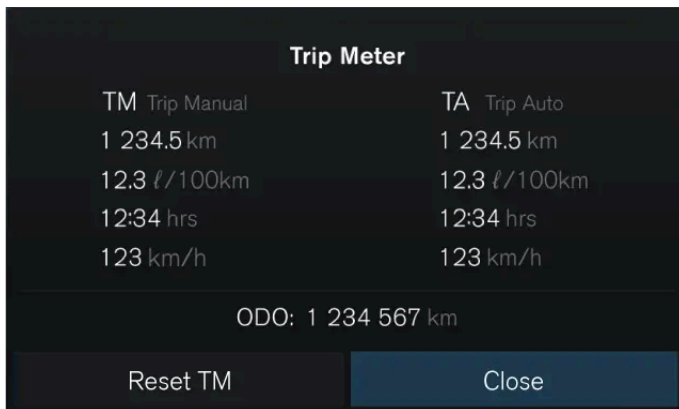 Trip Meter
TM Trip Manual
1 234.5 km
12.3 ℓ/100km
12:34 hrs
123 km/h
TA Trip Auto
1 234.5 km
12.3 ℓ/100km
12:34 hrs
123 km/h
ODO: 1 234 567 km
Reset TM
Close